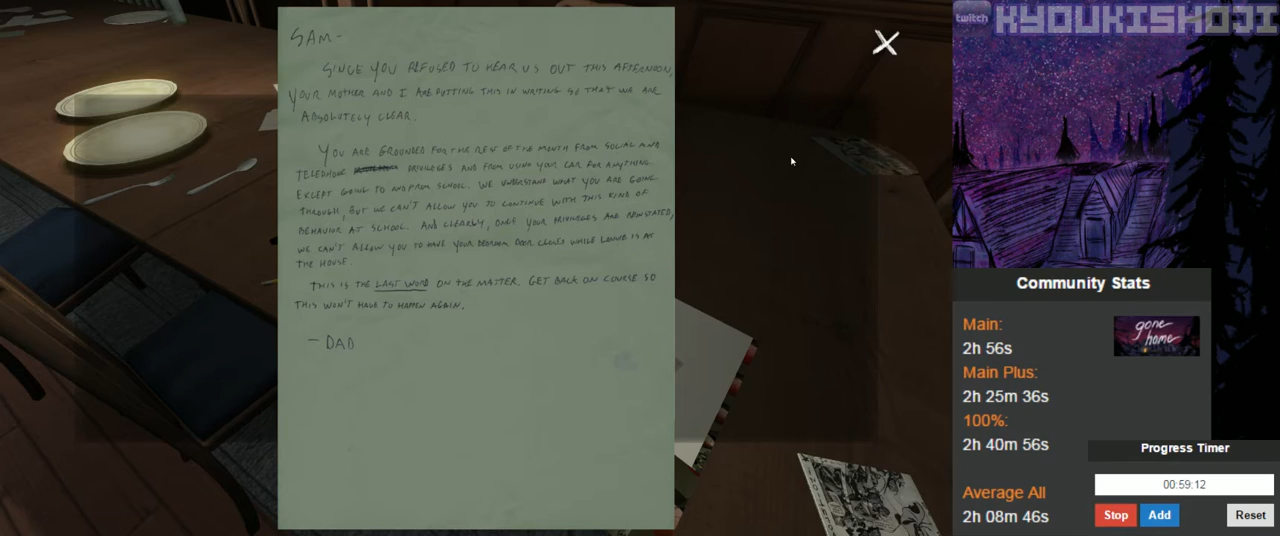 SAM-
SINCE YOU REFUSED TO HEAR US OUT THIS AFTERNOON,
YOUR MOTHER AND I ARE PUTTING THIS IN WRITING SO THAT WE ARE
ABSOLUTELY CLEAR.
YOU ARE GROUNDED FOR THE REST OF THE MONTH FROM SOCIAL AND
TELEPHONE PRIVILEGES AND FROM USING YOUR CAR FOR ANYTHING
EXCEPT GOING TO AND FROM SCHOOL. WE UNDERSTAND WHAT YOU ARE GOING
THROUGH, BUT WE CAN'T ALLOW YOU TO CONTINUE WITH THIS KIND OF
BEHAVIOR AT SCHOOL. AND CLEARLY, ONCE YOUR PRIVILEGES ARE REINSTATED,
WE CAN'T ALLOW YOU TO HAVE YOUR BEDROOM DOOR CLOSED WHILE LONNIE IS AT
THE HOUSE.
THIS IS THE LAST WORD ON THE MATTER. GET BACK ON COURSE SO
THIS WON'T HAVE TO HAPPEN AGAIN.
- DAD
twitch KYOUKISHOJI
Community Stats
Main:
2h 56s
gone home
Main Plus:
2h 25m 36s
100%:
2h 40m 56s
Progress Timer
00:59:12
Average All
2h 08m 46s
Stop Add Reset